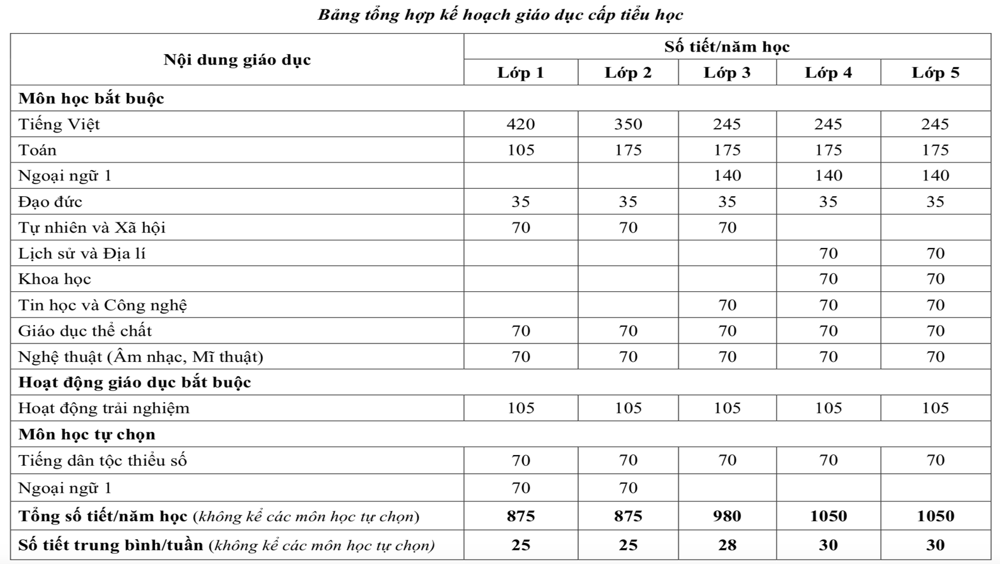 Bảng tổng hợp kế hoạch giáo dục cấp tiểu học
Nội dung giáo dục Số tiết/năm học
Lớp 1 Lớp 2 Lớp 3 Lớp 4 Lớp 5
Môn học bắt buộc
Tiếng Việt 420 350 245 245 245
Toán 105 175 175 175 175
Ngoại ngữ 1 140 140 140
Đạo đức 35 35 35 35 35
Tự nhiên và Xã hội 70 70 70
Lịch sử và Địa lí 70 70
Khoa học 70 70
Tin học và Công nghệ 70 70 70
Giáo dục thể chất 70 70 70 70 70
Nghệ thuật (Âm nhạc, Mĩ thuật) 70 70 70 70 70
Hoạt động giáo dục bắt buộc
Hoạt động trải nghiệm 105 105 105 105 105
Môn học tự chọn
Tiếng dân tộc thiểu số 70 70 70 70 70
Ngoại ngữ 1 70 70
Tổng số tiết/năm học (không kể các môn học tự chọn) 875 875 980 1050 1050
Số tiết trung bình/tuần (không kể các môn học tự chọn) 25 25 28 30 30